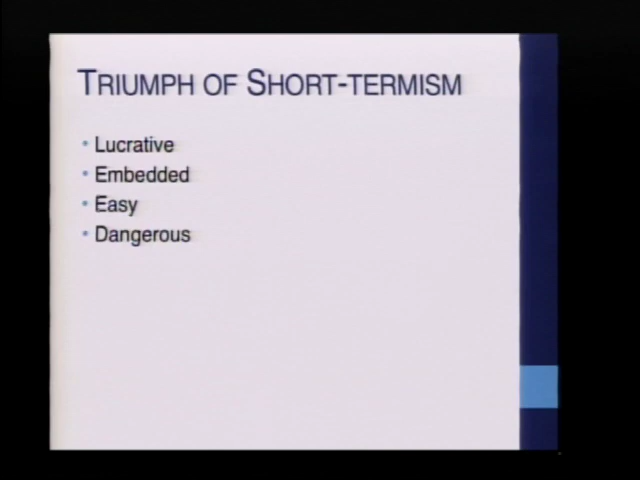 TRIUMPH OF SHORT-TERMISM
• Lucrative
• Embedded
• Easy
• Dangerous